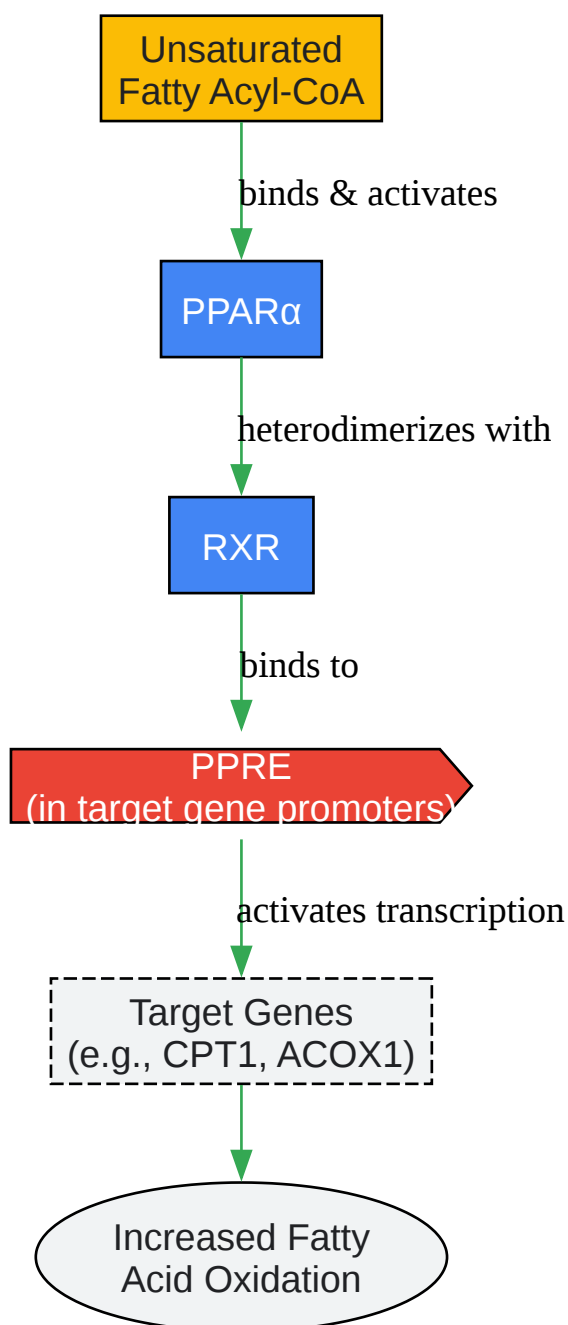 Unsaturated
Fatty Acyl-CoA
binds & activates
PPARα
heterodimerizes with
RXR
binds to
PPRE
(in target gene promoters)
activates transcription
Target Genes
(e.g., CPT1, ACOX1)
Increased Fatty
Acid Oxidation